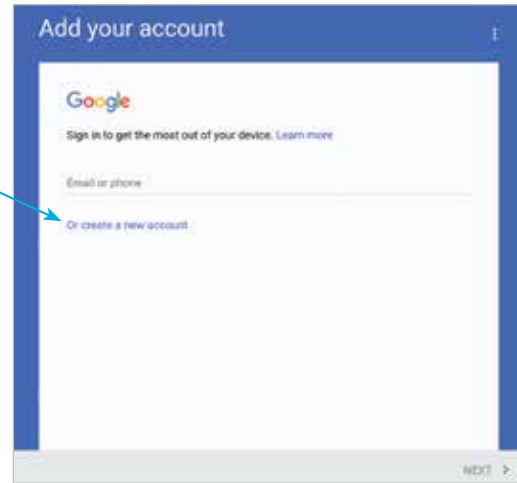 Add your account
Google
Sign in to get the most out of your device. Learn more
Email or phone
Or create a new account
NEXT >